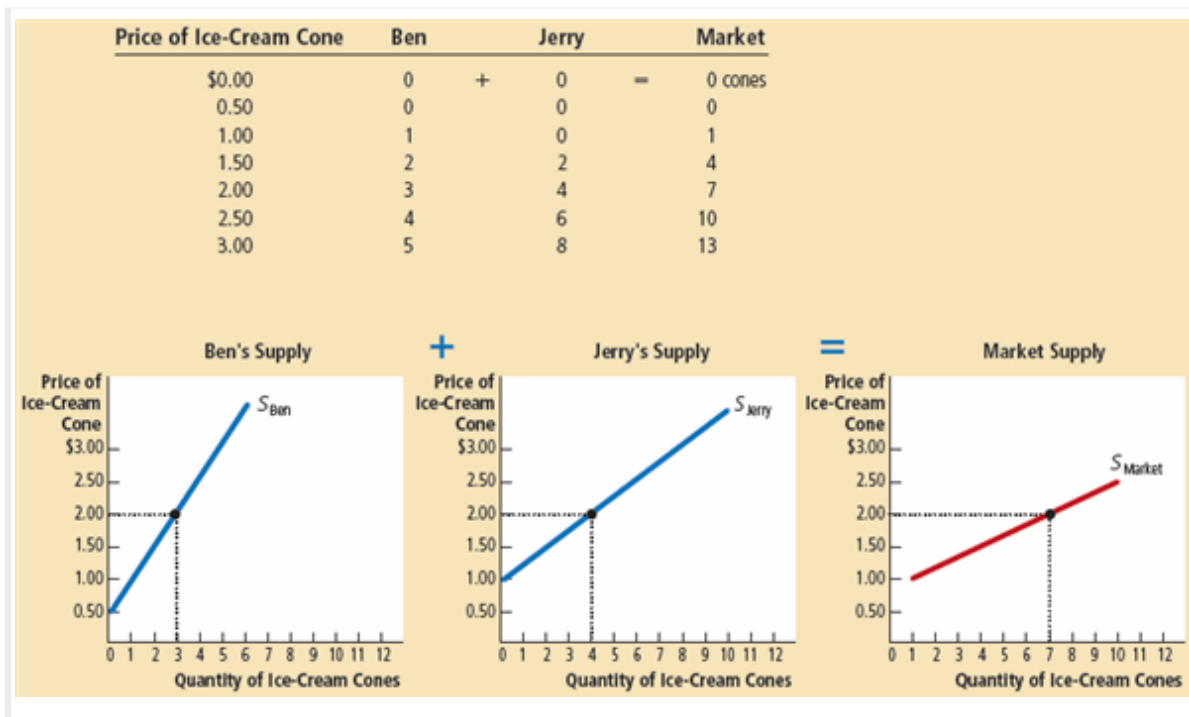 Price of Ice-Cream Cone Ben Jerry Market
$0.00 0 + 0 = 0 cones
0.50 0 0 0
1.00 1 0 1
1.50 2 2 4
2.00 3 4 7
2.50 4 6 10
3.00 5 8 13
Ben's Supply + Jerry's Supply = Market Supply
Price of
Ice-Cream
Cone
$3.00
2.50
2.00
1.50
1.00
0.50
S Ben
0 1 2 3 4 5 6 7 8 9 10 11 12
Quantity of Ice-Cream Cones
Price of
Ice-Cream
Cone
$3.00
2.50
2.00
1.50
1.00
0.50
S Jerry
0 1 2 3 4 5 6 7 8 9 10 11 12
Quantity of Ice-Cream Cones
Price of
Ice-Cream
Cone
$3.00
2.50
2.00
1.50
1.00
0.50
S Market
0 1 2 3 4 5 6 7 8 9 10 11 12
Quantity of Ice-Cream Cones